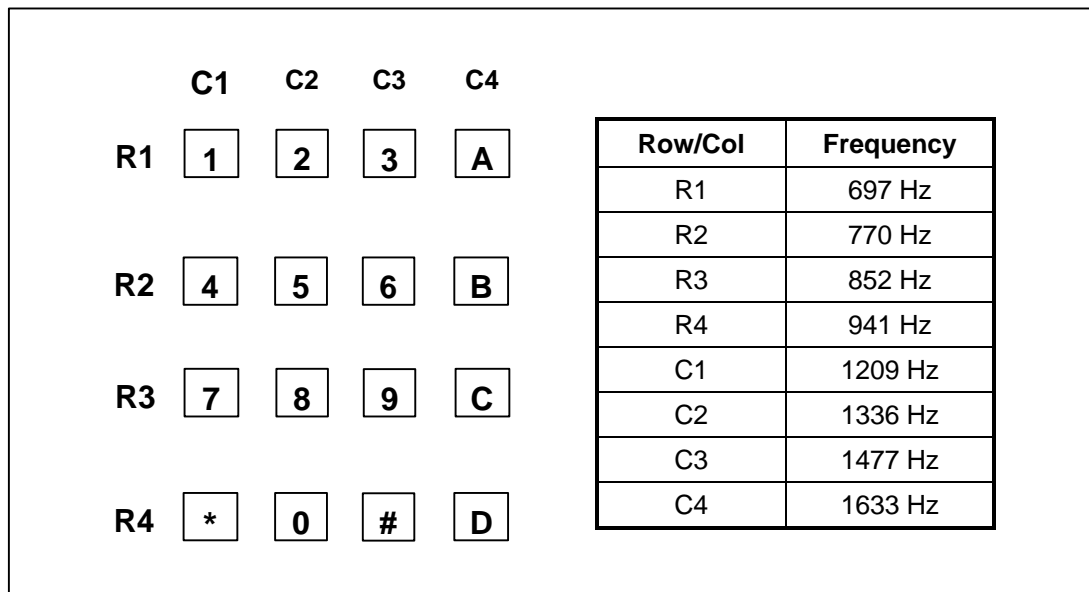 C1 C2 C3 C4
R1 1 2 3 A
R2 4 5 6 B
R3 7 8 9 C
R4 * 0 # D
Row/Col Frequency
R1 697 Hz
R2 770 Hz
R3 852 Hz
R4 941 Hz
C1 1209 Hz
C2 1336 Hz
C3 1477 Hz
C4 1633 Hz